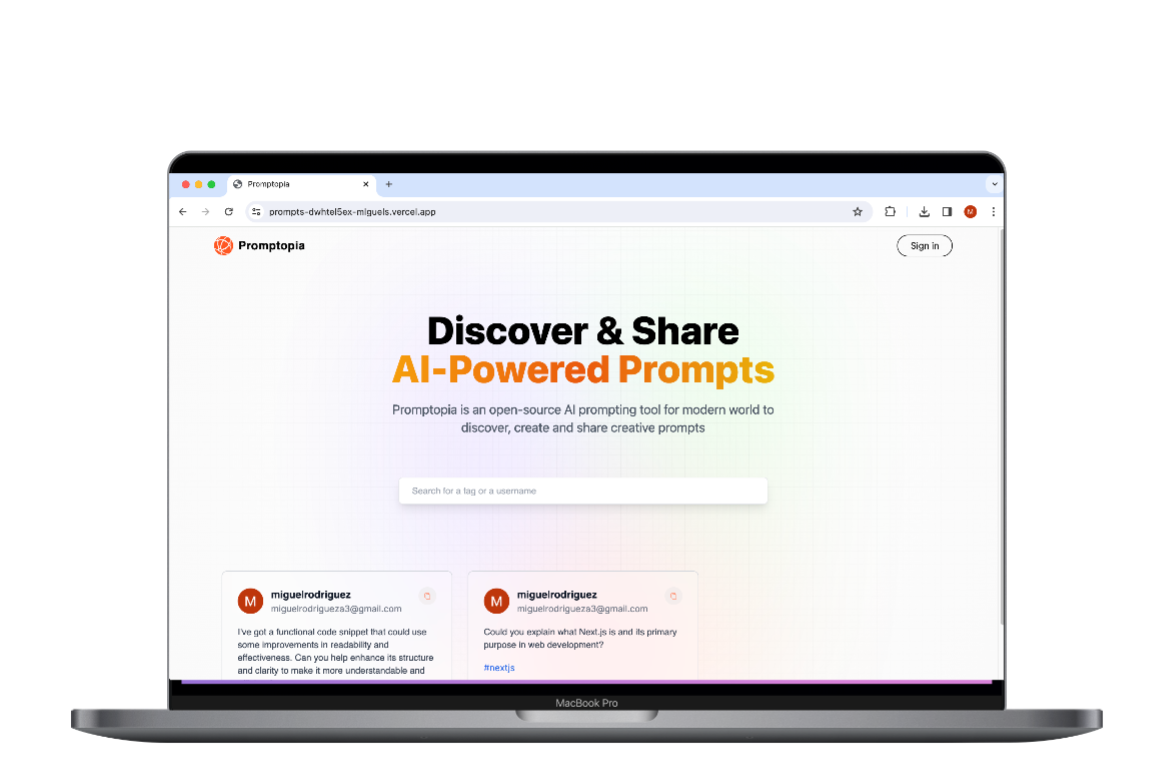 Promptopia
prompts-dwhtel5ex-miguels.vercel.app
M
Promptopia
Sign in
Discover & Share
AI-Powered Prompts
Promptopia is an open-source AI prompting tool for modern world to
discover, create and share creative prompts
Search for a tag or a username
M
miguelrodriguez
miguelrodrigueza3@gmail.com
I've got a functional code snippet that could use
some improvements in readability and
effectiveness. Can you help enhance its structure
and clarity to make it more understandable and
M
miguelrodriguez
miguelrodrigueza3@gmail.com
Could you explain what Next.js is and its primary
purpose in web development?
#nextjs
MacBook Pro